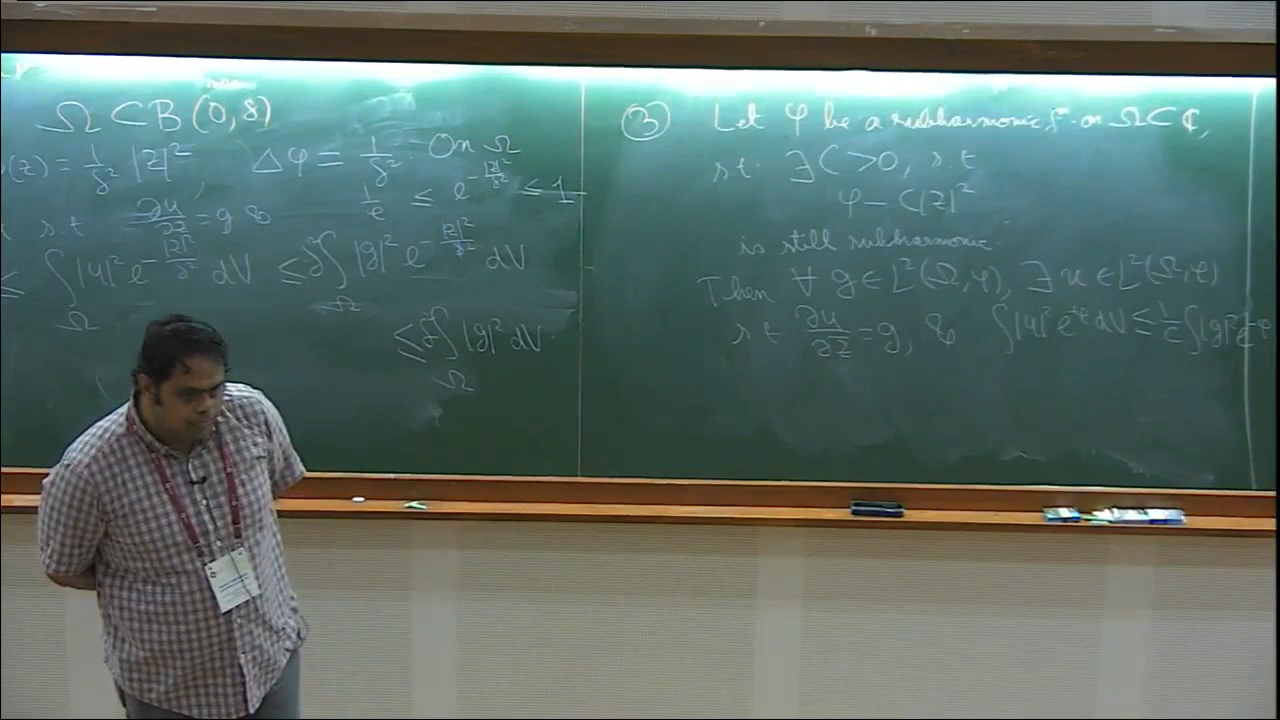 Ω ⊂ B(0, δ)
(z) = 1/δ² |z|², Δφ = 1/δ². On Ω
1/e ≤ e^{-|z|²/δ²} ≤ 1
s.t ∂u/∂z̄ = g &
≤ ∫_Ω |u|² e^{-|z|²/δ²} dV ≤ δ² ∫_Ω |g|² e^{-|z|²/δ²} dV
≤ δ² ∫_Ω |g|² dV.
③ Let φ be a subharmonic on Ω ⊂ ℂ,
s.t. ∃ C > 0, s.t
φ - C|z|²
is still subharmonic.
Then ∀ g ∈ L²(Ω, φ), ∃ u ∈ L²(Ω, φ)
s t ∂u/∂z̄ = g, & ∫ |u|² e^{-φ} dV ≤ 1/C ∫ |g|² e^{-φ}